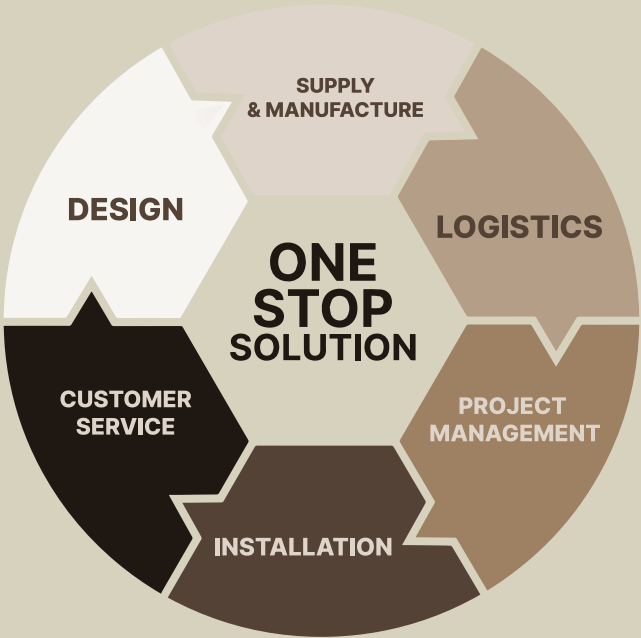 SUPPLY
& MANUFACTURE
DESIGN
LOGISTICS
ONE
STOP
SOLUTION
CUSTOMER
SERVICE
PROJECT
MANAGEMENT
INSTALLATION